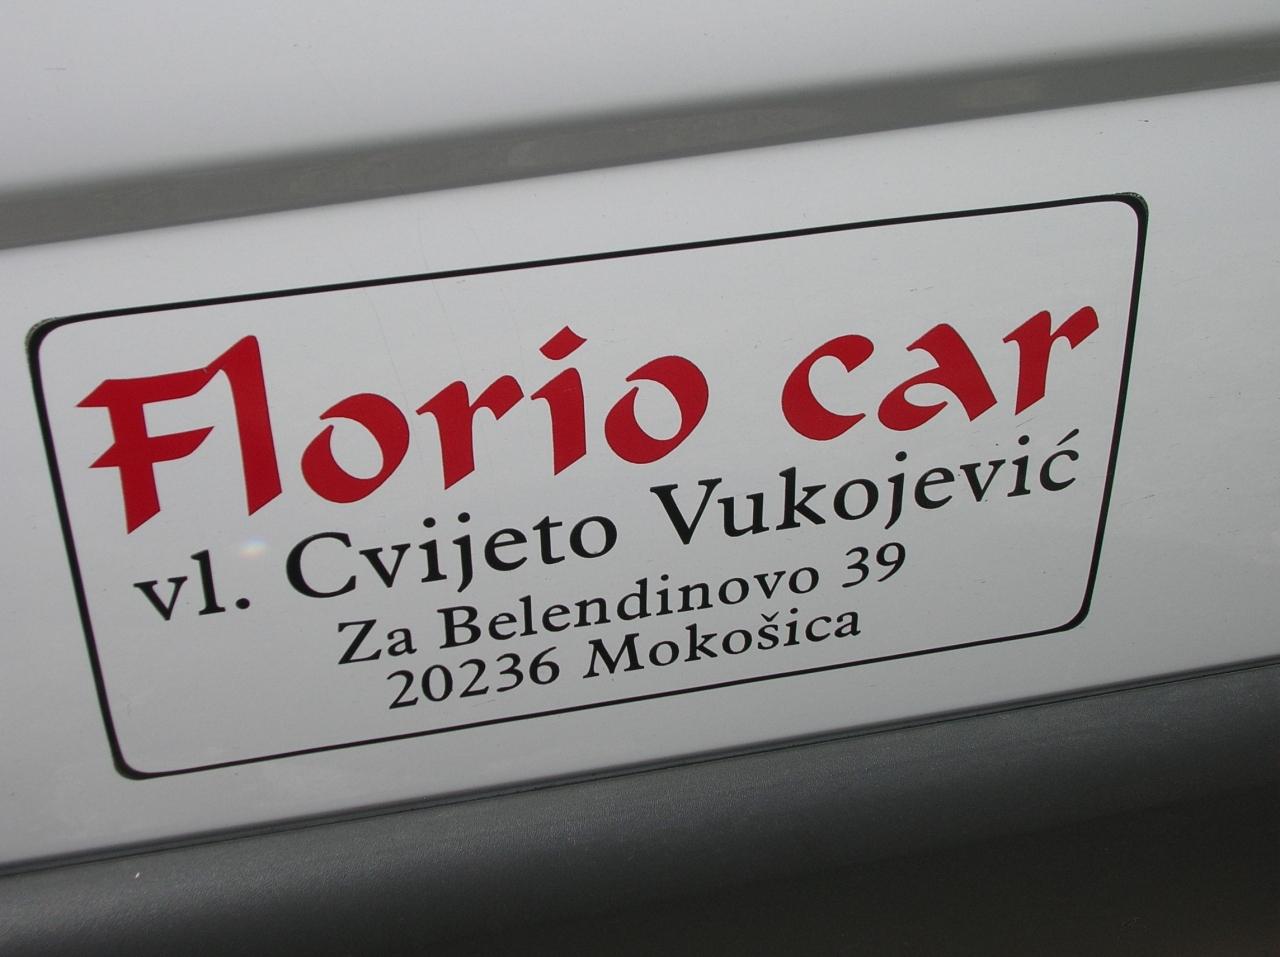 Florio car
vl. Cvijeto Vukojević
Za Belendinovo 39
20236 Mokošica